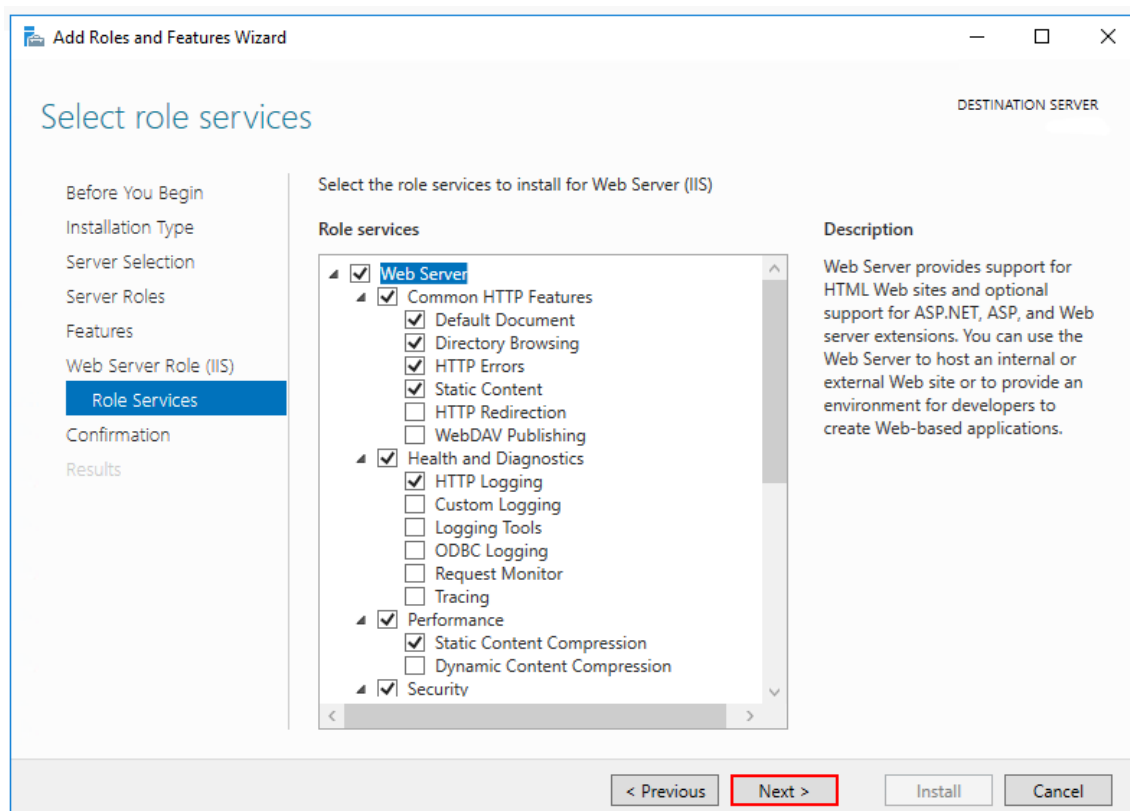 Add Roles and Features Wizard
Select role services
DESTINATION SERVER
Before You Begin
Installation Type
Server Selection
Server Roles
Features
Web Server Role (IIS)
Role Services
Confirmation
Results
Select the role services to install for Web Server (IIS)
Role services
Web Server
Common HTTP Features
Default Document
Directory Browsing
HTTP Errors
Static Content
HTTP Redirection
WebDAV Publishing
Health and Diagnostics
HTTP Logging
Custom Logging
Logging Tools
ODBC Logging
Request Monitor
Tracing
Performance
Static Content Compression
Dynamic Content Compression
Security
Description
Web Server provides support for
HTML Web sites and optional
support for ASP.NET, ASP, and Web
server extensions. You can use the
Web Server to host an internal or
external Web site or to provide an
environment for developers to
create Web-based applications.
< Previous
Next >
Install
Cancel